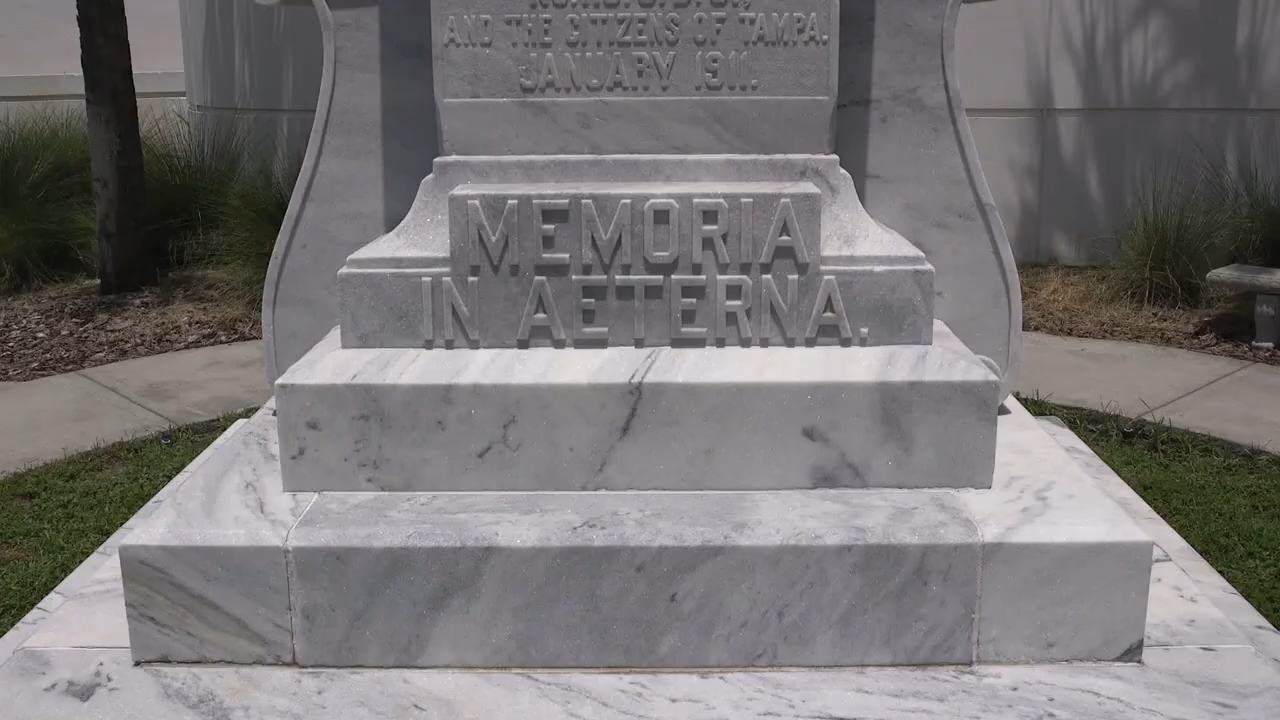 AND THE CITIZENS OF TAMPA.
JANUARY 1911.
MEMORIA
IN AETERNA.